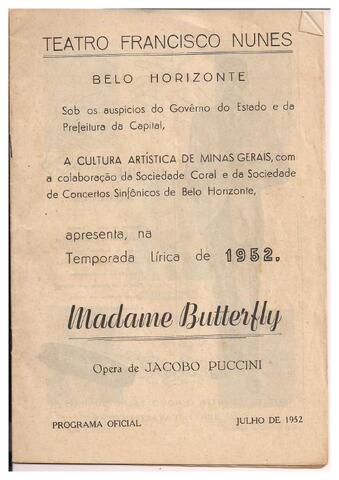 TEATRO FRANCISCO NUNES
BELO HORIZONTE
Sob os auspícios do Govêrno do Estado e da
Prefeitura da Capital,
A CULTURA ARTÍSTICA DE MINAS GERAIS, com
a colaboração da Sociedade Coral e da Sociedade
de Concertos Sinfônicos de Belo Horizonte,
apresenta, na
Temporada lírica de 1952.
Madame Butterfly
Opera de JACOBO PUCCINI
PROGRAMA OFICIAL JULHO DE 1952